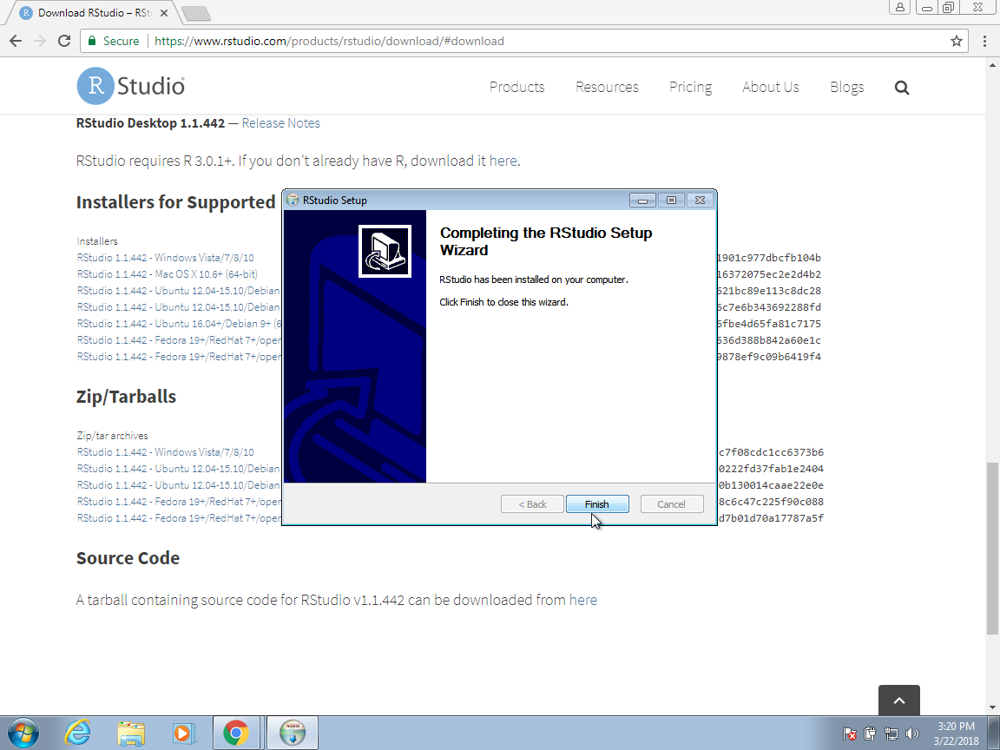 Download RStudio – RSt
Secure
https://www.rstudio.com/products/rstudio/download/#download
R Studio
Products
Resources
Pricing
About Us
Blogs
RStudio Desktop 1.1.442 — Release Notes
RStudio requires R 3.0.1+. If you don't already have R, download it here.
Installers for Supported
Installers
RStudio 1.1.442 - Windows Vista/7/8/10
1901c977dbcfb104b
RStudio 1.1.442 - Mac OS X 10.6+ (64-bit)
16372075ec2e2d4b2
RStudio 1.1.442 - Ubuntu 12.04-15.10/Debian
621bc89e113c8dc28
RStudio 1.1.442 - Ubuntu 12.04-15.10/Debian
6c7e6b343692288fd
RStudio 1.1.442 - Ubuntu 16.04+/Debian 9+ (6
6fbe4d65fa81c7175
RStudio 1.1.442 - Fedora 19+/RedHat 7+/oper
636d388b842a60e1c
RStudio 1.1.442 - Fedora 19+/RedHat 7+/oper
9878ef9c09b6419f4
Zip/Tarballs
Zip/tar archives
RStudio 1.1.442 - Windows Vista/7/8/10
c7f08cdc1cc6373b6
RStudio 1.1.442 - Ubuntu 12.04-15.10/Debian
0222fd37fab1e2404
RStudio 1.1.442 - Ubuntu 12.04-15.10/Debian
0b130014caae22e0e
RStudio 1.1.442 - Fedora 19+/RedHat 7+/oper
8c6c47c225f90c088
RStudio 1.1.442 - Fedora 19+/RedHat 7+/oper
d7b01d70a17787a5f
Source Code
A tarball containing source code for RStudio v1.1.442 can be downloaded from here
RStudio Setup
Completing the RStudio Setup
Wizard
RStudio has been installed on your computer.
Click Finish to close this wizard.
< Back
Finish
Cancel
3:20 PM
3/22/2018